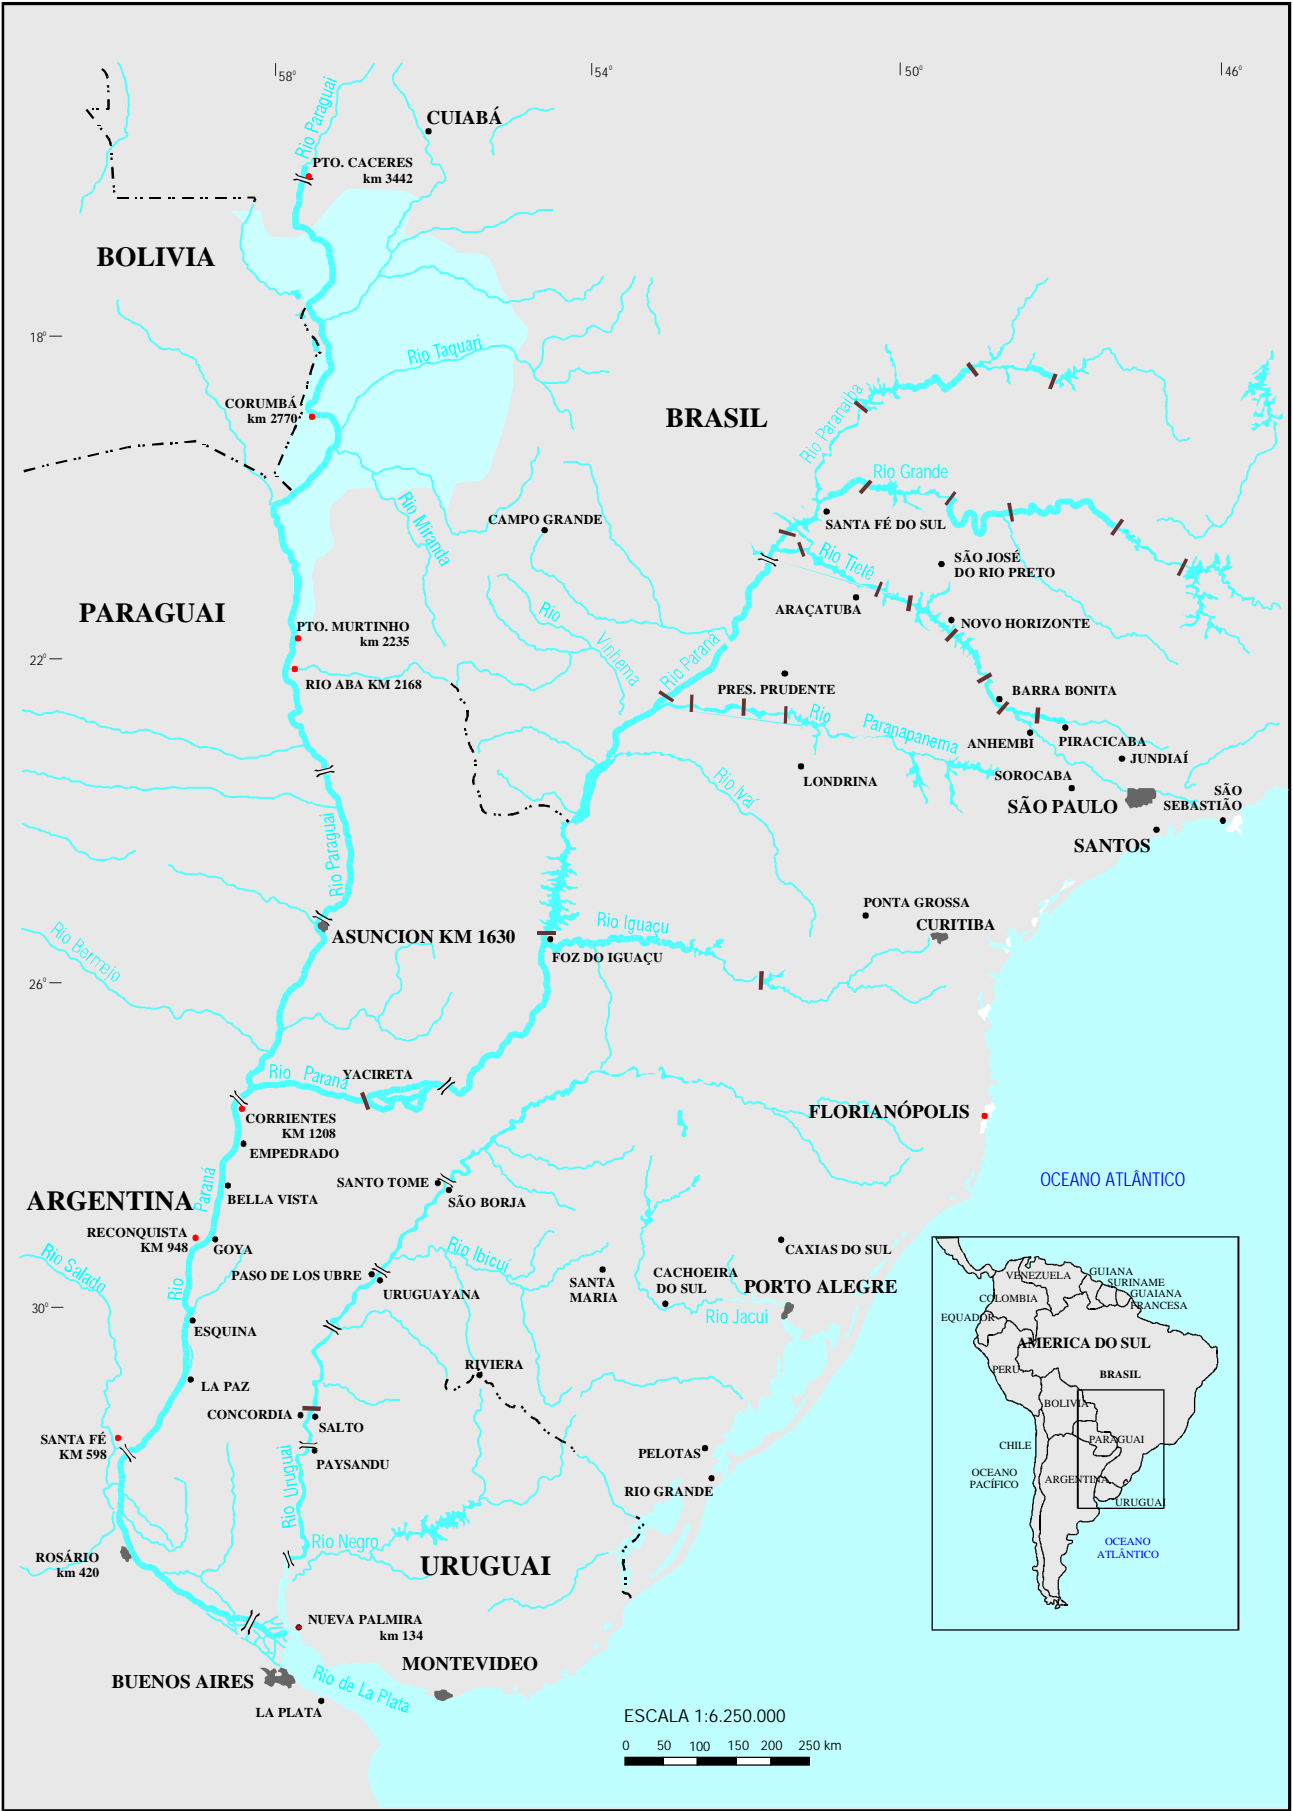 58°
54°
50°
46°
Rio Paraguai
CUIABÁ
PTO. CACERES
km 3442
BOLIVIA
18°
Rio Taquari
CORUMBÁ
km 2770
BRASIL
Rio Paranaiba
Rio Grande
Rio Miranda
CAMPO GRANDE
SANTA FÉ DO SUL
Rio Tietê
SÃO JOSÉ
DO RIO PRETO
ARAÇATUBA
NOVO HORIZONTE
PARAGUAI
PTO. MURTINHO
km 2235
22°
RIO ABA KM 2168
Rio
Vinhema
Rio Paraná
PRES. PRUDENTE
BARRA BONITA
Rio
Paranapanema
ANHEMBI
PIRACICABA
JUNDIAÍ
LONDRINA
SOROCABA
Rio Ivaí
SÃO PAULO
SÃO
SEBASTIÃO
SANTOS
Rio Paraguai
PONTA GROSSA
CURITIBA
Rio Bermejo
ASUNCION KM 1630
Rio Iguaçu
FOZ DO IGUAÇU
26°
Rio Paraná
YACIRETA
CORRIENTES
KM 1208
FLORIANÓPOLIS
EMPEDRADO
OCEANO ATLÂNTICO
SANTO TOME
SÃO BORJA
ARGENTINA
Paraná
BELLA VISTA
RECONQUISTA
KM 948
GOYA
Rio Salado
Rio
Rio Ibicuí
CAXIAS DO SUL
PASO DE LOS UBRE
URUGUAYANA
SANTA
MARIA
CACHOEIRA
DO SUL
PORTO ALEGRE
30°
Rio Jacui
ESQUINA
RIVIERA
LA PAZ
CONCORDIA
SALTO
SANTA FÉ
KM 598
PAYSANDU
PELOTAS
RIO GRANDE
Rio Uruguai
Rio Negro
ROSÁRIO
km 420
URUGUAI
NUEVA PALMIRA
km 134
MONTEVIDEO
BUENOS AIRES
Rio de La Plata
LA PLATA
ESCALA 1:6.250.000
0 50 100 150 200 250 km
VENEZUELA
GUIANA
SURINAME
GUAIANA
FRANCESA
COLOMBIA
EQUADOR
AMERICA DO SUL
PERU
BRASIL
BOLIVIA
PARAGUAI
CHILE
OCEANO
PACÍFICO
ARGENTINA
URUGUAI
OCEANO
ATLÂNTICO